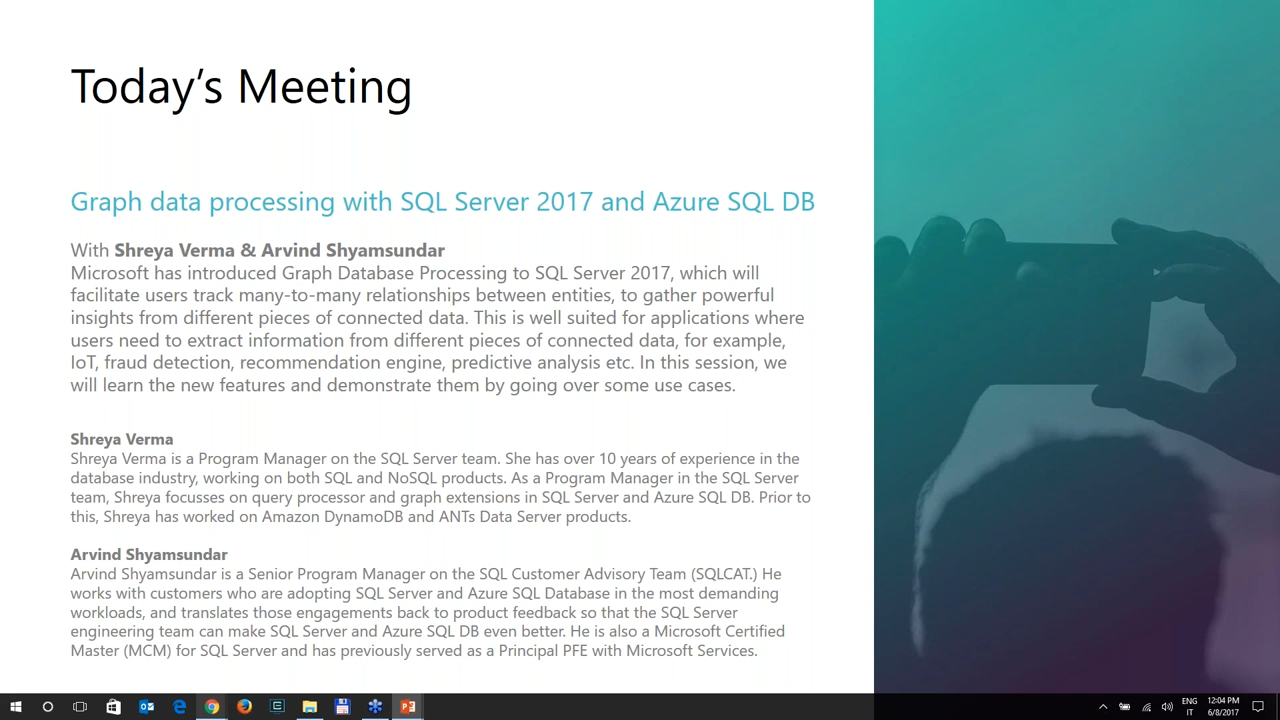 Today's Meeting
Graph data processing with SQL Server 2017 and Azure SQL DB
With Shreya Verma & Arvind Shyamsundar
Microsoft has introduced Graph Database Processing to SQL Server 2017, which will
facilitate users track many-to-many relationships between entities, to gather powerful
insights from different pieces of connected data. This is well suited for applications where
users need to extract information from different pieces of connected data, for example,
IoT, fraud detection, recommendation engine, predictive analysis etc. In this session, we
will learn the new features and demonstrate them by going over some use cases.
Shreya Verma
Shreya Verma is a Program Manager on the SQL Server team. She has over 10 years of experience in the
database industry, working on both SQL and NoSQL products. As a Program Manager in the SQL Server
team, Shreya focusses on query processor and graph extensions in SQL Server and Azure SQL DB. Prior to
this, Shreya has worked on Amazon DynamoDB and ANTs Data Server products.
Arvind Shyamsundar
Arvind Shyamsundar is a Senior Program Manager on the SQL Customer Advisory Team (SQLCAT.) He
works with customers who are adopting SQL Server and Azure SQL Database in the most demanding
workloads, and translates those engagements back to product feedback so that the SQL Server
engineering team can make SQL Server and Azure SQL DB even better. He is also a Microsoft Certified
Master (MCM) for SQL Server and has previously served as a Principal PFE with Microsoft Services.
ENG 12:04 PM
IT 6/8/2017